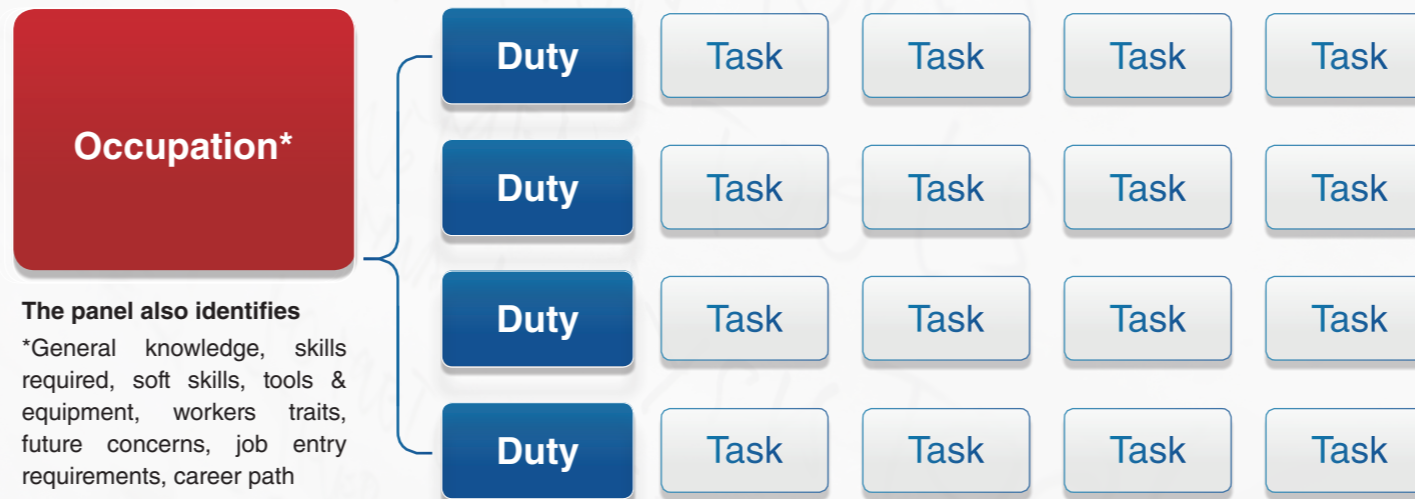 Occupation*
The panel also identifies
*General knowledge, skills
required, soft skills, tools &
equipment, workers traits,
future concerns, job entry
requirements, career path
Duty Task Task Task Task
Duty Task Task Task Task
Duty Task Task Task Task
Duty Task Task Task Task